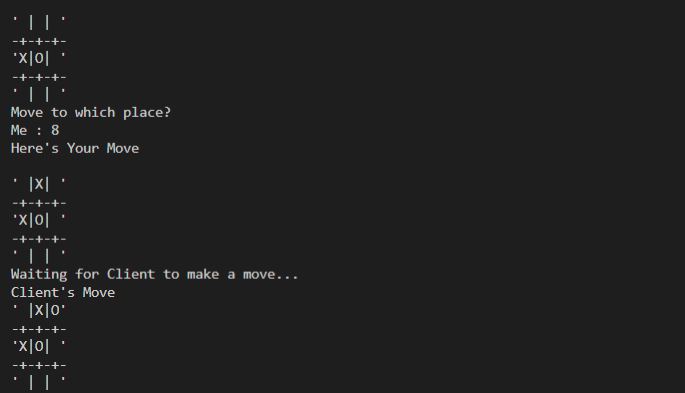 ' | | '
-+-+-+-
'X|O| '
-+-+-+-
' | | '
Move to which place?
Me : 8
Here's Your Move
' |X| '
-+-+-+-
'X|O| '
-+-+-+-
' | | '
Waiting for Client to make a move...
Client's Move
' |X|O'
-+-+-+-
'X|O| '
-+-+-+-
' | | '